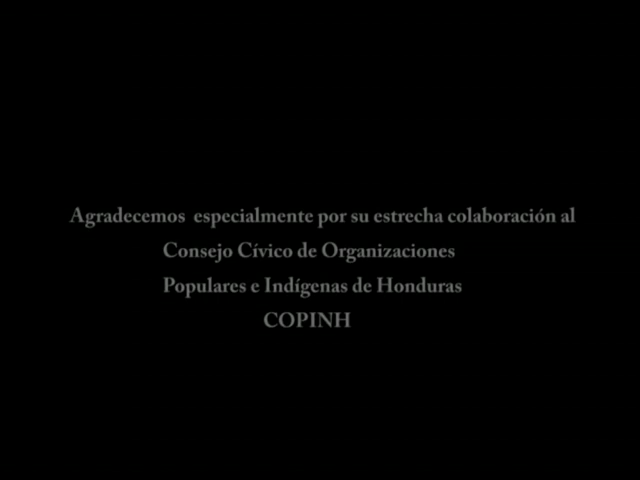 Agradecemos especialmente por su estrecha colaboración al
Consejo Cívico de Organizaciones
Populares e Indígenas de Honduras
COPINH